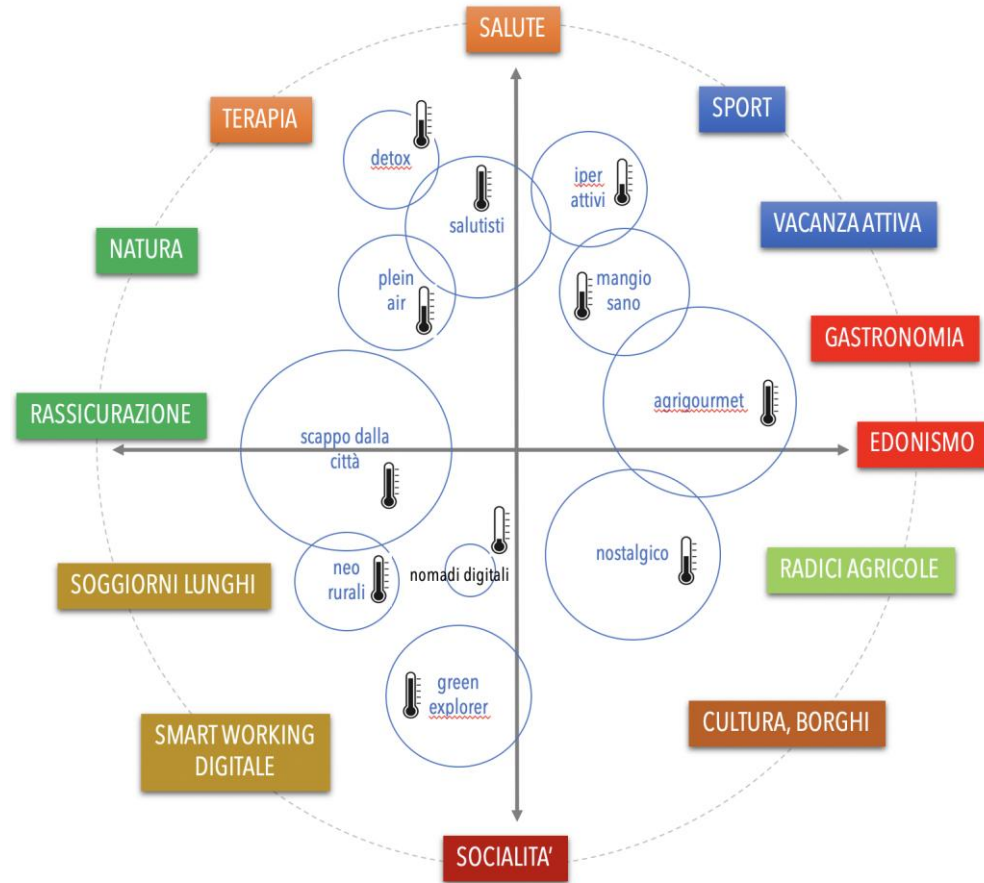 SALUTE
SPORT
TERAPIA
detox
iper
attivi
salutisti
VACANZA ATTIVA
NATURA
plein
air
mangio
sano
GASTRONOMIA
RASSICURAZIONE
agrigourmet
scappo dalla
città
EDONISMO
nostalgico
neo
rurali
nomadi digitali
SOGGIORNI LUNGHI
RADICI AGRICOLE
green
explorer
SMART WORKING
DIGITALE
CULTURA, BORGHI
SOCIALITA'